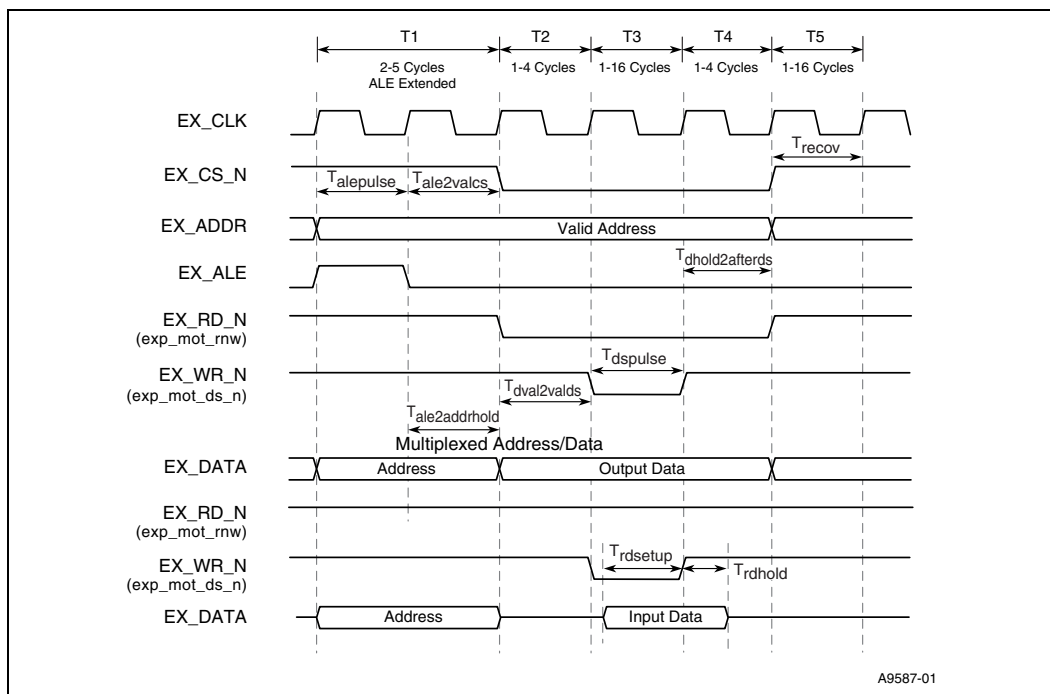 T1 T2 T3 T4 T5
2-5 Cycles 1-4 Cycles 1-16 Cycles 1-4 Cycles 1-16 Cycles
ALE Extended
EX_CLK
Trecov
EX_CS_N
Talepulse Tale2valcs
EX_ADDR Valid Address
Tdhold2afterds
EX_ALE
EX_RD_N
(exp_mot_rnw)
Tdspulse
EX_WR_N
(exp_mot_ds_n)
Tdval2valds
Tale2addrhold
Multiplexed Address/Data
EX_DATA Address Output Data
EX_RD_N
(exp_mot_rnw)
EX_WR_N
(exp_mot_ds_n)
Trdsetup
Trdhold
EX_DATA Address Input Data
A9587-01